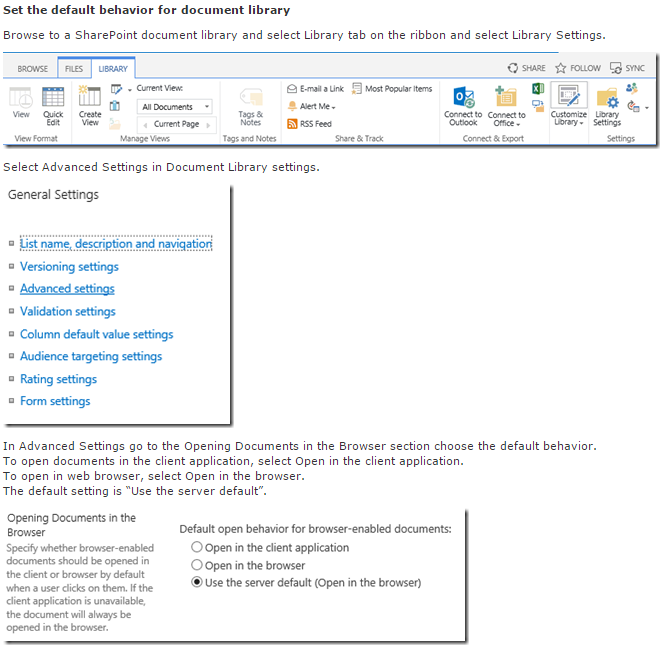 Set the default behavior for document library
Browse to a SharePoint document library and select Library tab on the ribbon and select Library Settings.
BROWSE FILES LIBRARY SHARE FOLLOW SYNC
View
Quick Edit
Create View
Current View:
All Documents
Current Page
Tags & Notes
E-mail a Link
Most Popular Items
Alert Me
RSS Feed
Connect to Outlook
Connect to Office
Customize Library
Library Settings
View Format Manage Views Tags and Notes Share & Track Connect & Export Settings
Select Advanced Settings in Document Library settings.
General Settings
List name, description and navigation
Versioning settings
Advanced settings
Validation settings
Column default value settings
Audience targeting settings
Rating settings
Form settings
In Advanced Settings go to the Opening Documents in the Browser section choose the default behavior.
To open documents in the client application, select Open in the client application.
To open in web browser, select Open in the browser.
The default setting is “Use the server default”.
Opening Documents in the
Browser
Specify whether browser-enabled
documents should be opened in
the client or browser by default
when a user clicks on them. If the
client application is unavailable,
the document will always be
opened in the browser.
Default open behavior for browser-enabled documents:
Open in the client application
Open in the browser
Use the server default (Open in the browser)